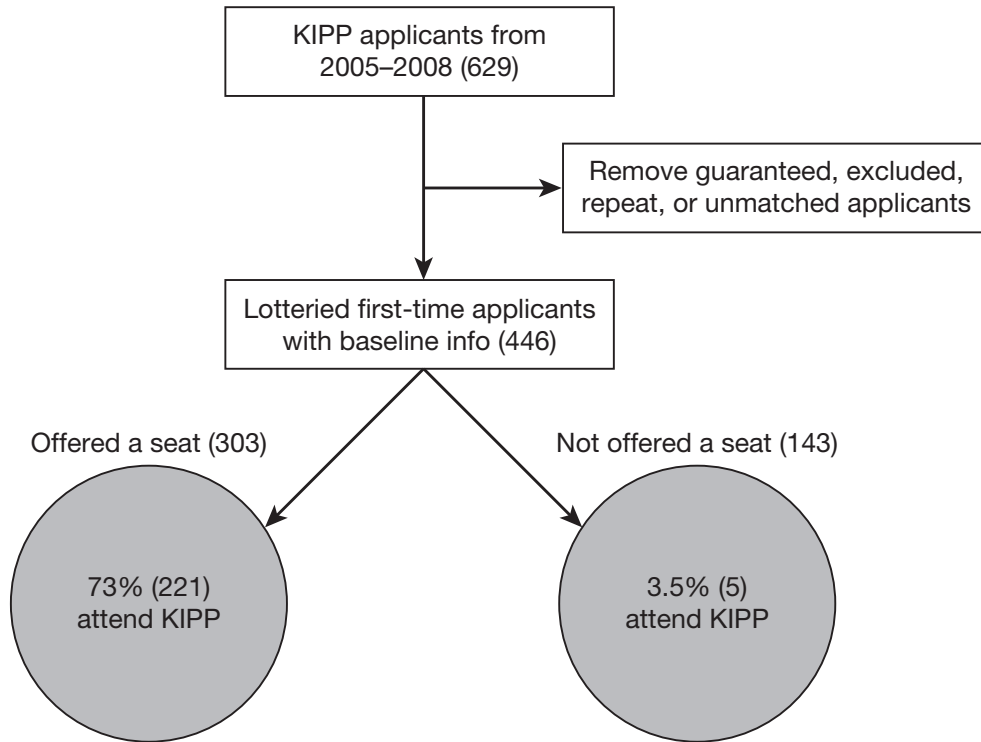 KIPP applicants from
2005–2008 (629)
Remove guaranteed, excluded,
repeat, or unmatched applicants
Lotteried first-time applicants
with baseline info (446)
Offered a seat (303)
Not offered a seat (143)
73% (221)
attend KIPP
3.5% (5)
attend KIPP